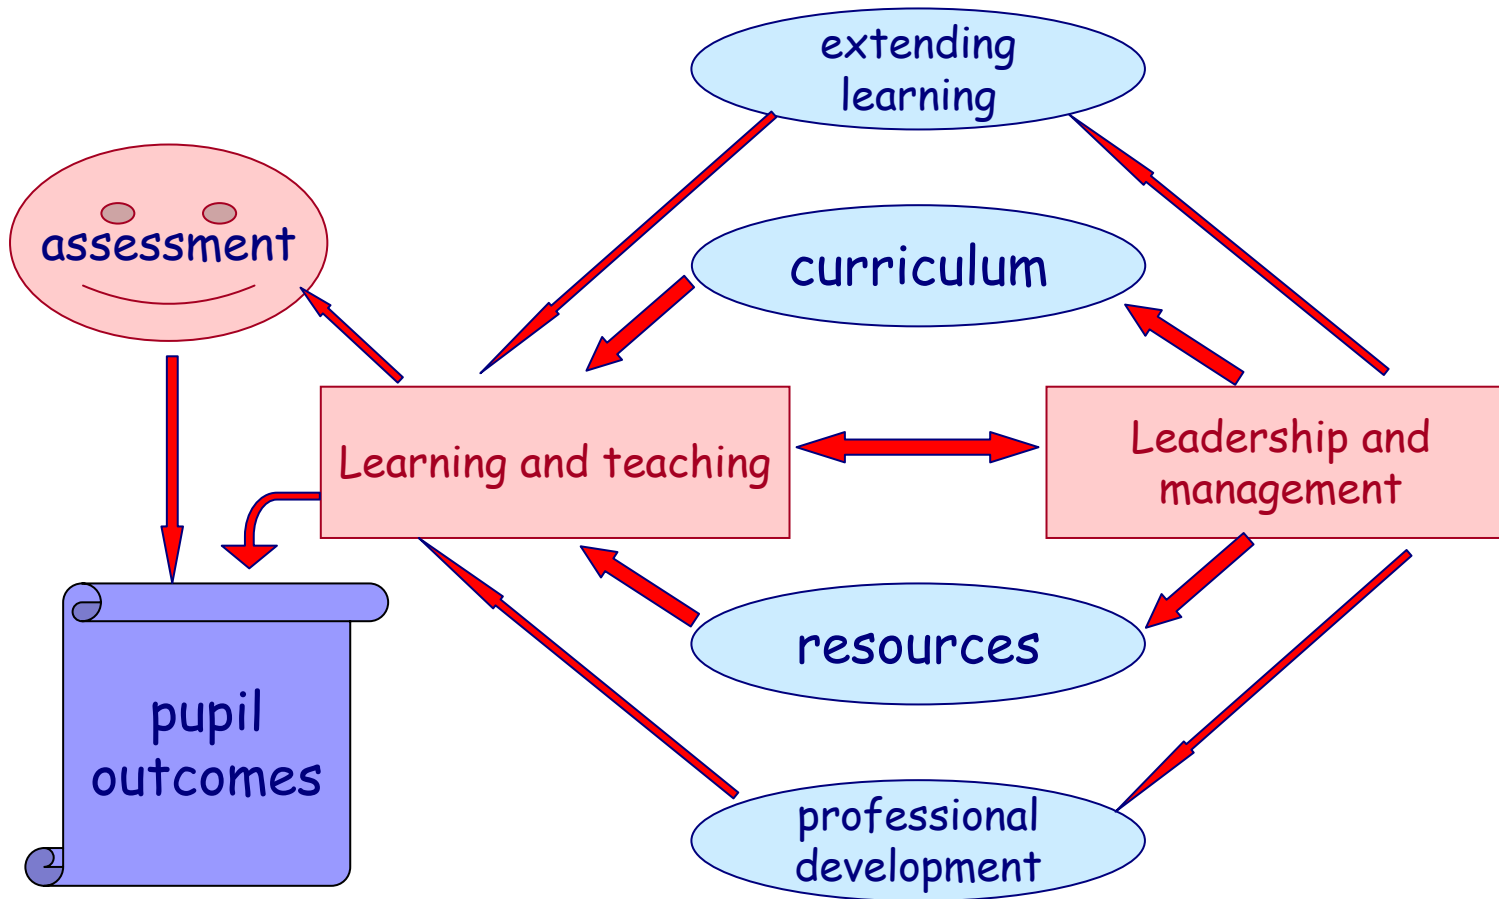 extending
learning
assessment
curriculum
Learning and teaching
Leadership and
management
resources
pupil
outcomes
professional
development